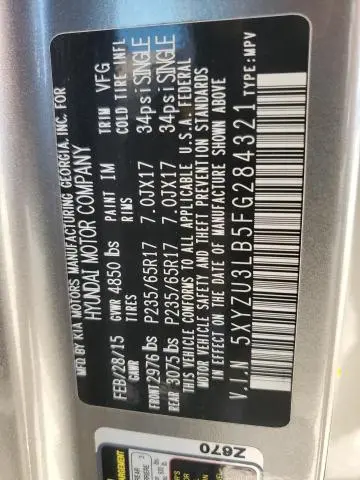 MFD BY KIA MOTORS MANUFACTURING GEORGIA, INC. FOR
HYUNDAI MOTOR COMPANY
FEB/28/15 GVWR 4850 lbs PAINT IM TRIM VFG
GAWR TIRES RIMS COLD TIRE INFL
FRONT 2976 lbs P235/65R17 7.0JX17 34psi SINGLE
REAR 3075 lbs P235/65R17 7.0JX17 34psi SINGLE
THIS VEHICLE CONFORMS TO ALL APPLICABLE U.S.A. FEDERAL
MOTOR VEHICLE SAFETY AND THEFT PREVENTION STANDARDS
IN EFFECT ON THE DATE OF MANUFACTURE SHOWN ABOVE.
V.I.N. 5XYZU3LB5FG284321 TYPE:MPV
Z670